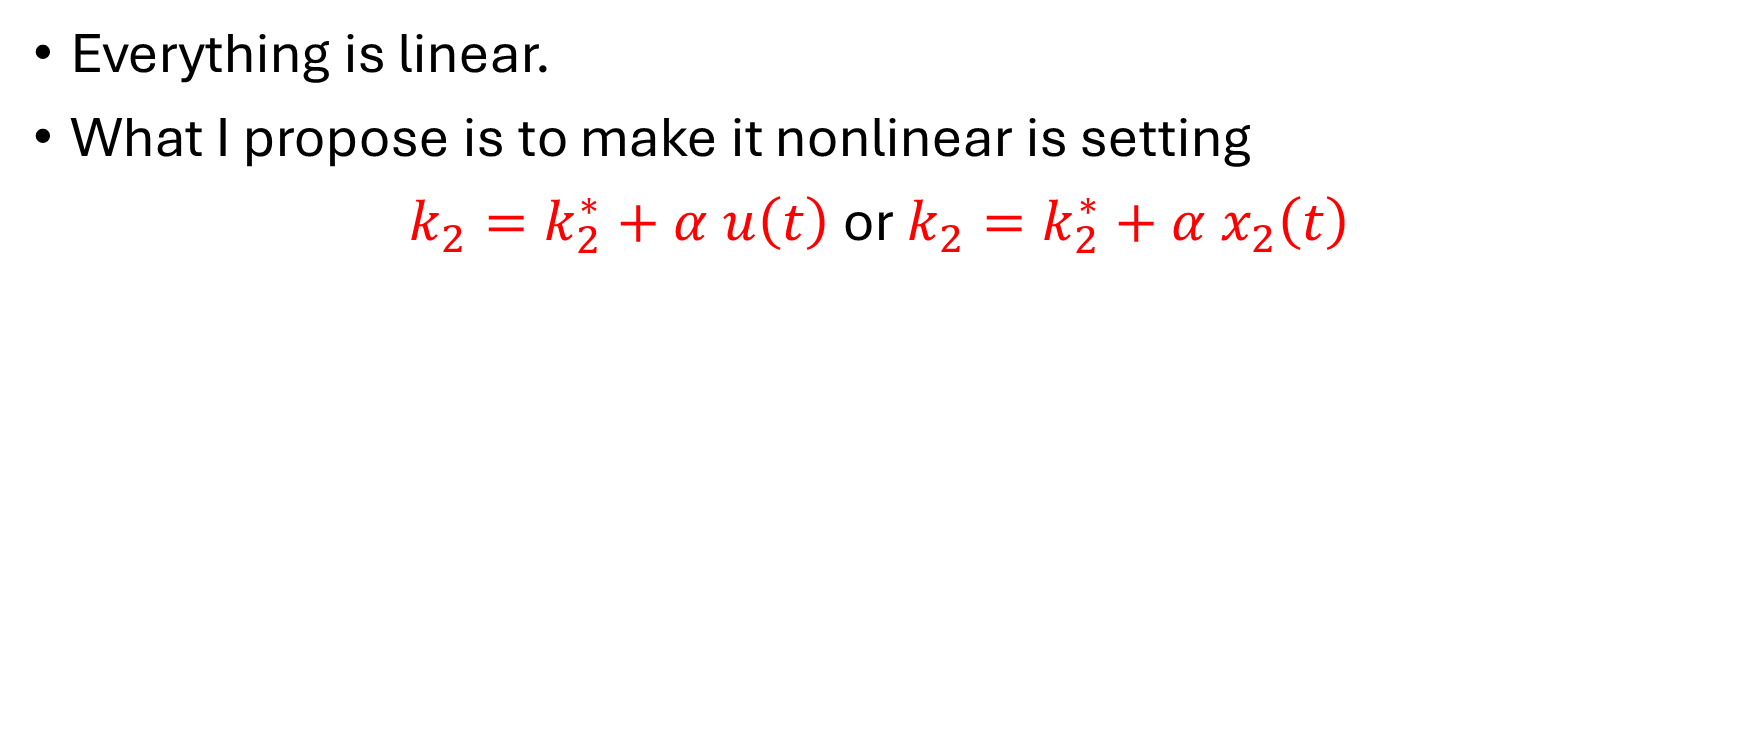 • Everything is linear.
• What I propose is to make it nonlinear is setting
k₂ = k₂* + α u(t) or k₂ = k₂* + α x₂(t)